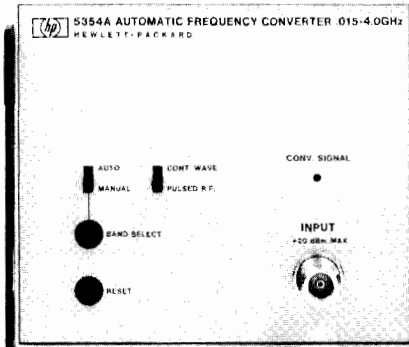 hp 5354A AUTOMATIC FREQUENCY CONVERTER .015-4.0GHz
HEWLETT·PACKARD
AUTO CONT WAVE
MANUAL PULSED R.F.
CONV. SIGNAL
BAND SELECT
INPUT
+20 dBm MAX
RESET